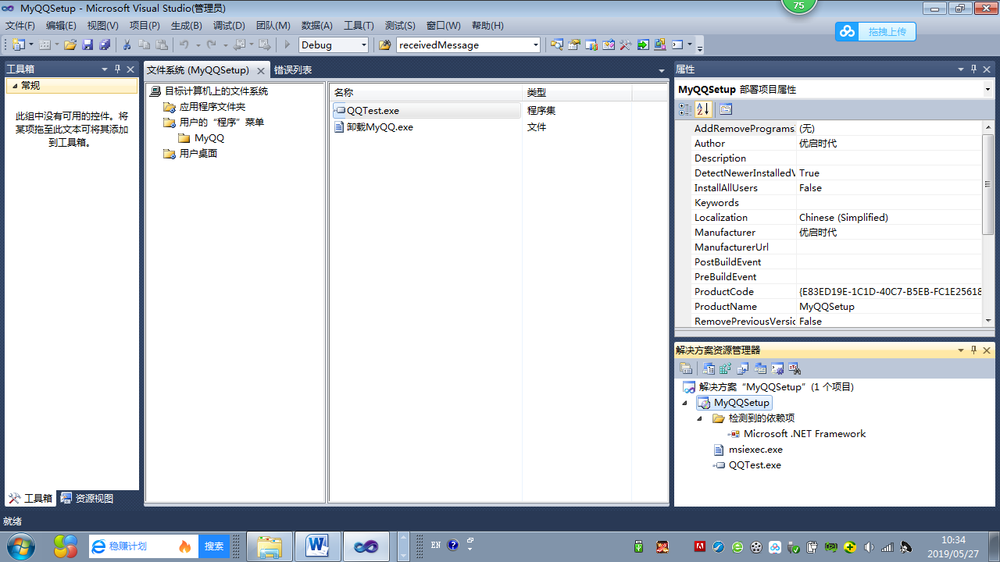 MyQQSetup - Microsoft Visual Studio(管理员)
75
文件(F) 编辑(E) 视图(V) 项目(P) 生成(B) 调试(D) 团队(M) 数据(A) 工具(T) 测试(S) 窗口(W) 帮助(H)
拖拽上传
Debug receivedMessage
工具箱
常规
此组中没有可用的控件。将
某项拖至此文本可将其添
加到工具箱。
工具箱 资源视图
文件系统 (MyQQSetup) 错误列表
目标计算机上的文件系统
应用程序文件夹
用户的“程序”菜单
MyQQ
用户桌面
名称 类型
QQTest.exe 程序集
卸载MyQQ.exe 文件
属性
MyQQSetup 部署项目属性
AddRemoveProgramsI (无)
Author 优启时代
Description
DetectNewerInstalledV True
InstallAllUsers False
Keywords
Localization Chinese (Simplified)
Manufacturer 优启时代
ManufacturerUrl
PostBuildEvent
PreBuildEvent
ProductCode {E83ED19E-1C1D-40C7-B5EB-FC1E25618
ProductName MyQQSetup
RemovePreviousVersio False
解决方案资源管理器
解决方案“MyQQSetup”(1 个项目)
MyQQSetup
检测到的依赖项
Microsoft .NET Framework
msiexec.exe
QQTest.exe
就绪
稳赚计划 搜索
EN
10:34
2019/05/27